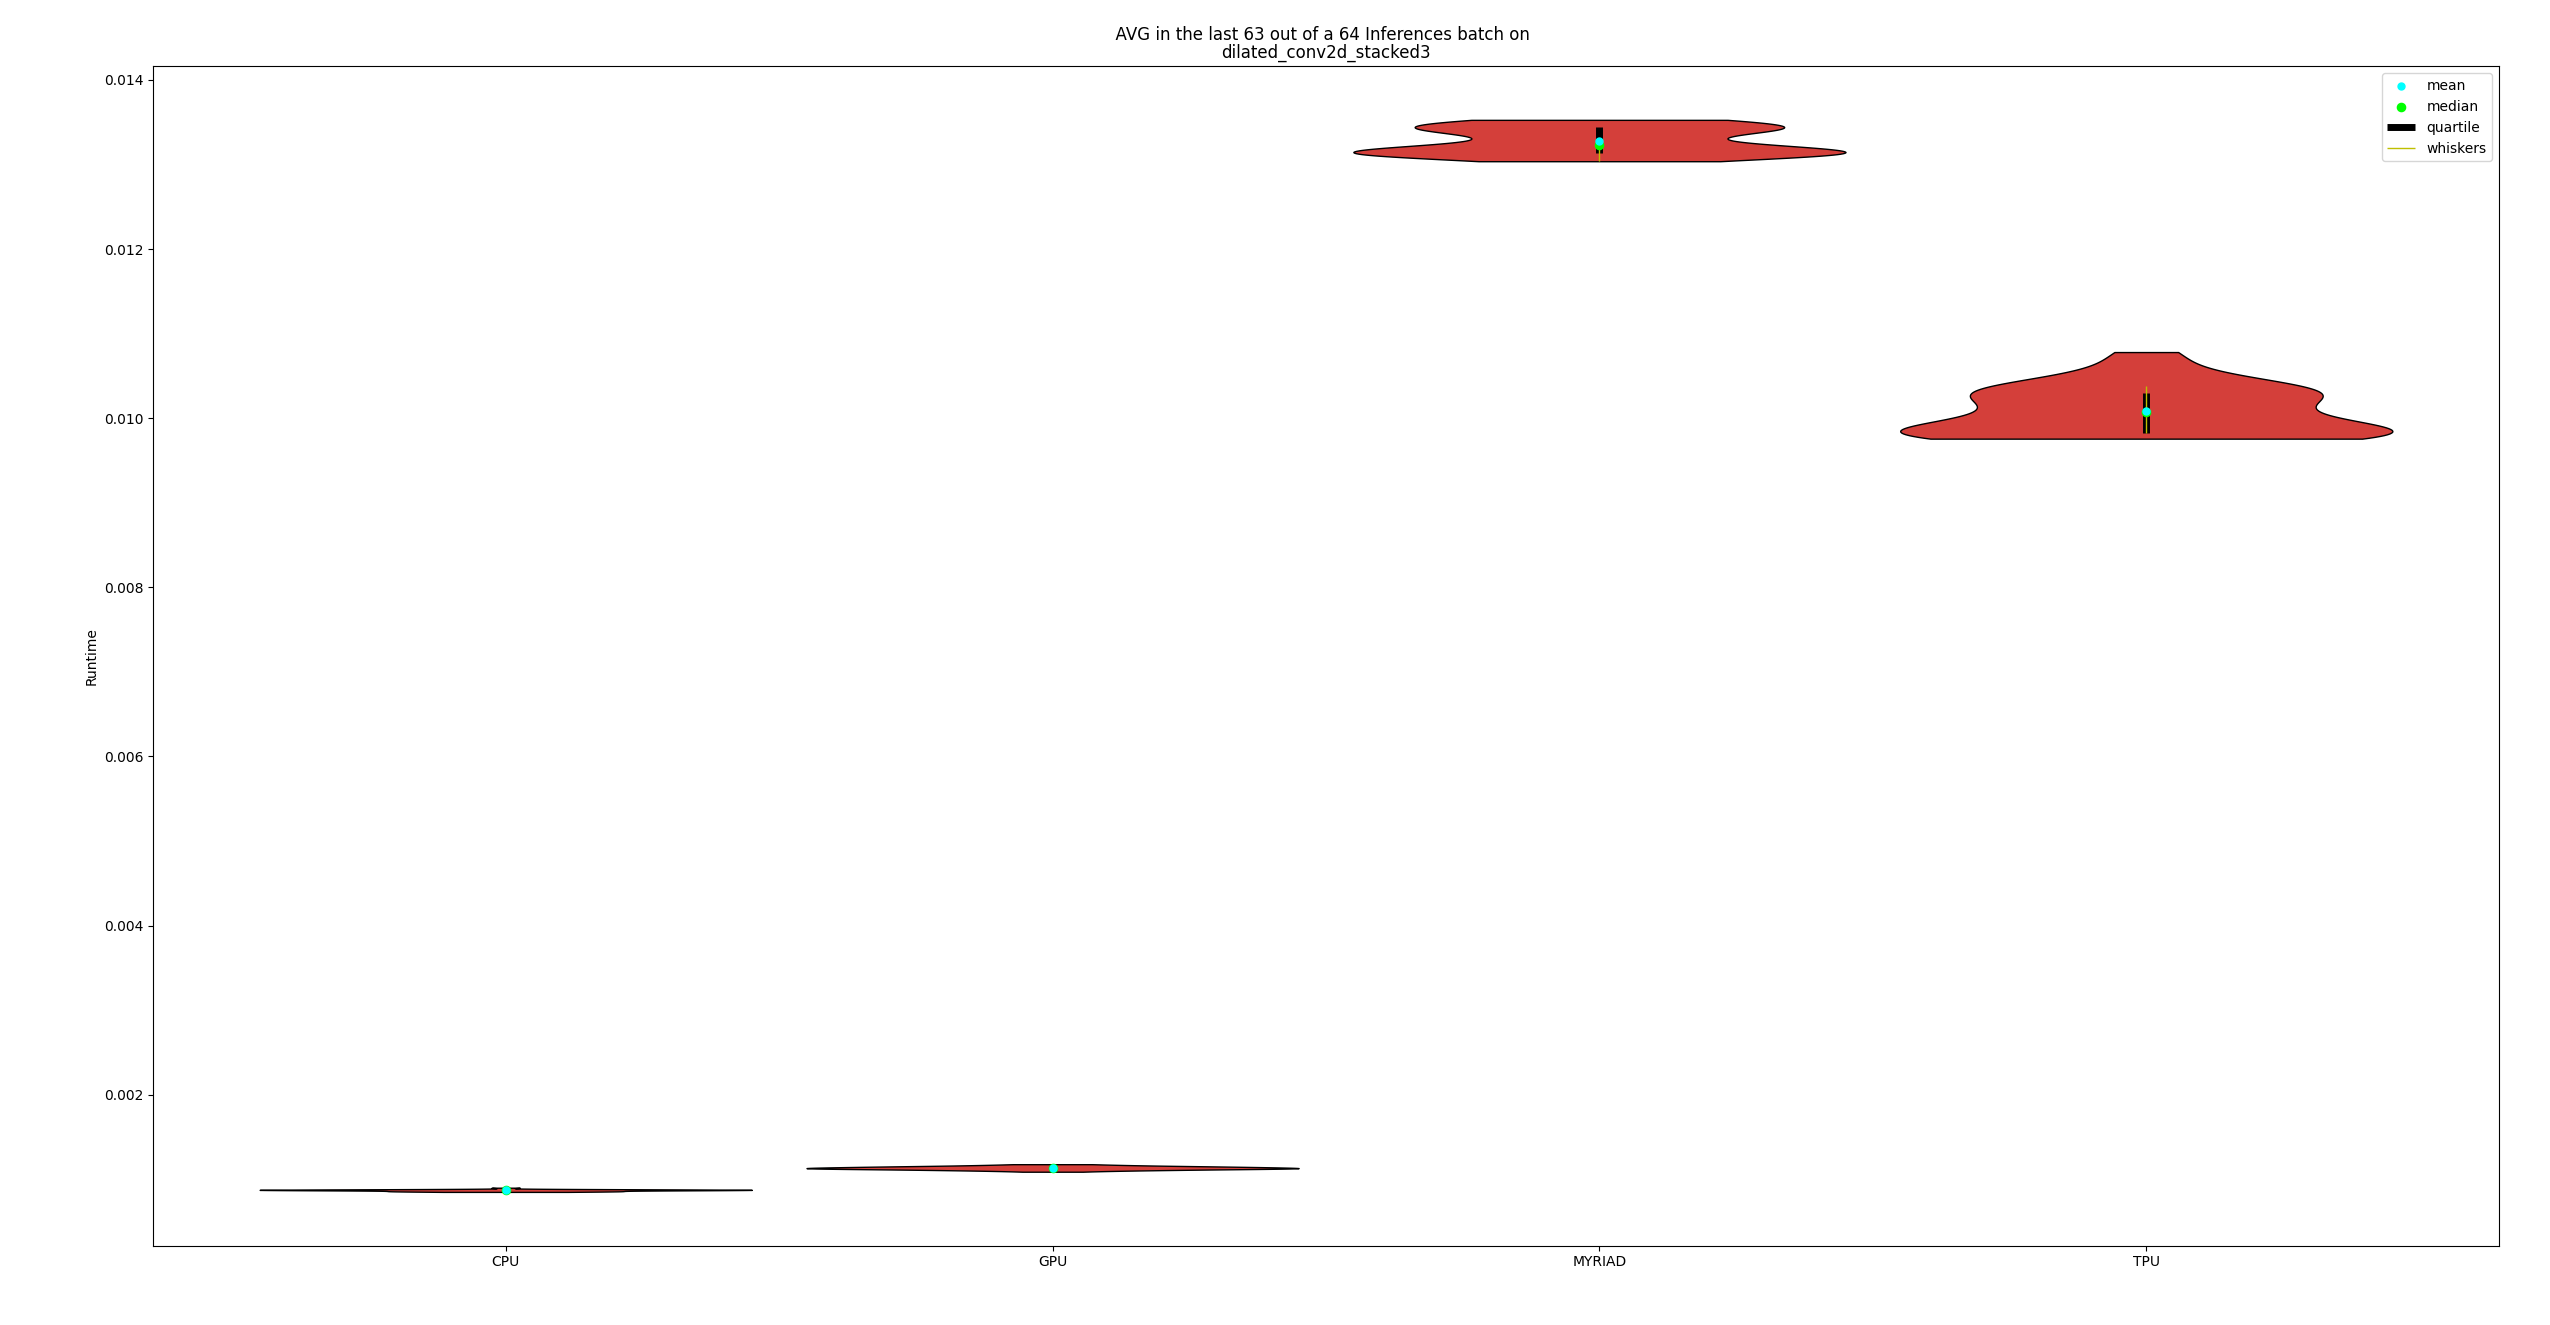 AVG in the last 63 out of a 64 Inferences batch on
dilated_conv2d_stacked3
mean
median
quartile
whiskers
Runtime
0.014
0.012
0.010
0.008
0.006
0.004
0.002
CPU
GPU
MYRIAD
TPU